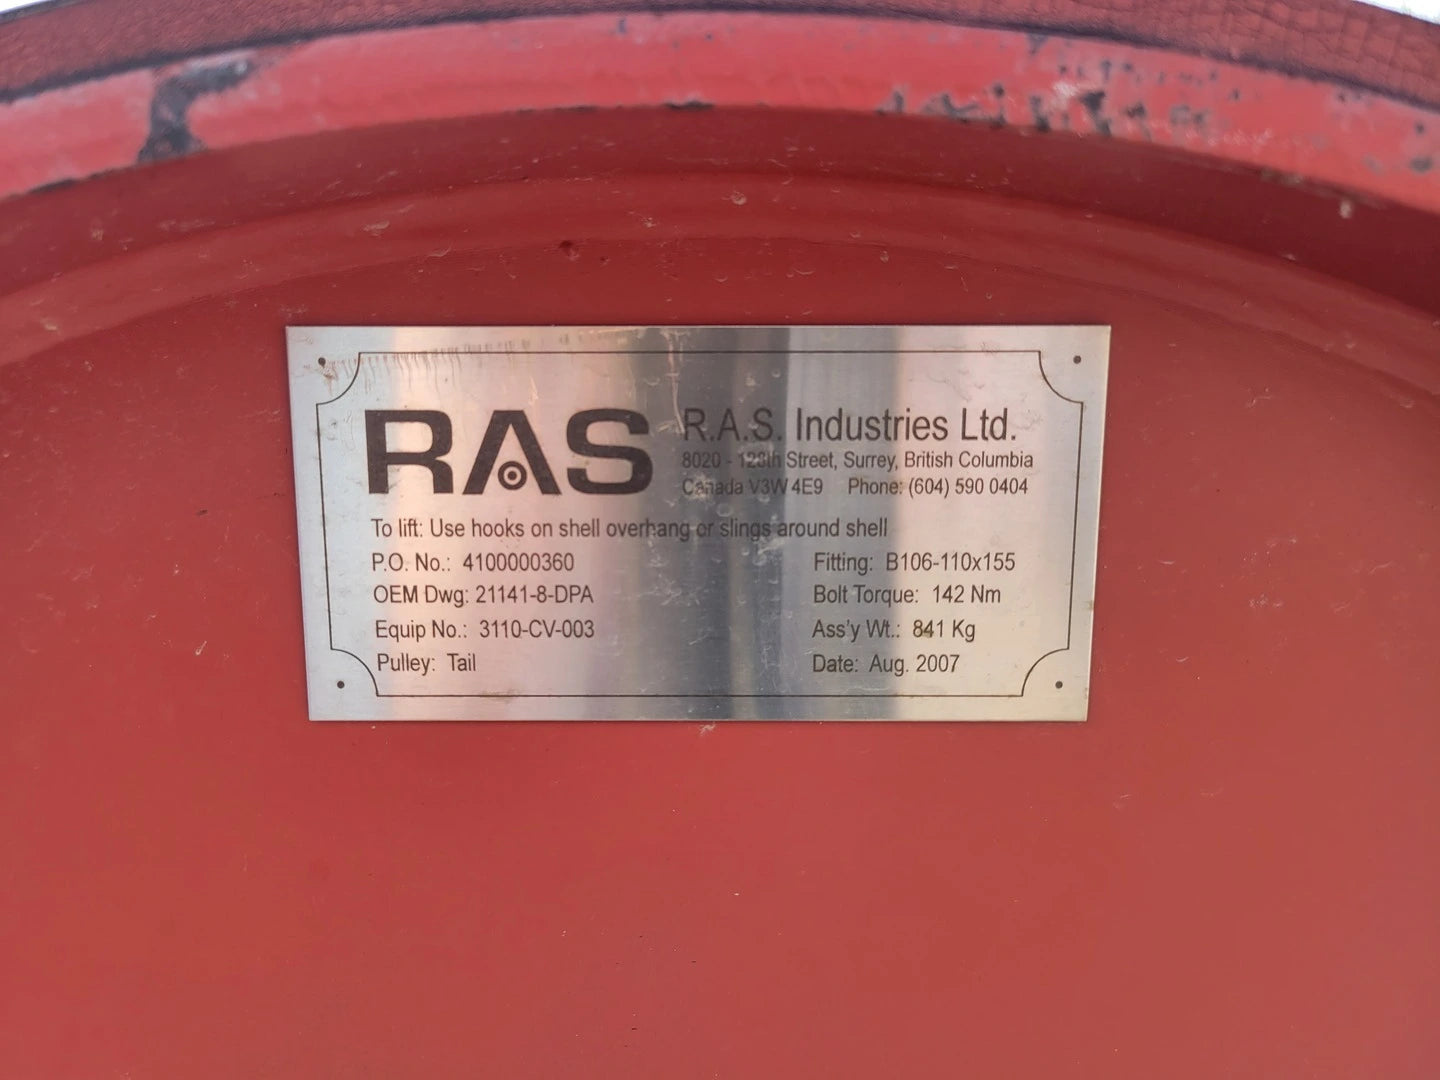 RAS
R.A.S. Industries Ltd.
8020 - 128th Street, Surrey, British Columbia
Canada V3W 4E9 Phone: (604) 590 0404
To lift: Use hooks on shell overhang or slings around shell
P.O. No.: 4100000360
Fitting: B106-110x155
OEM Dwg: 21141-8-DPA
Bolt Torque: 142 Nm
Equip No.: 3110-CV-003
Ass'y Wt.: 841 Kg
Pulley: Tail
Date: Aug. 2007